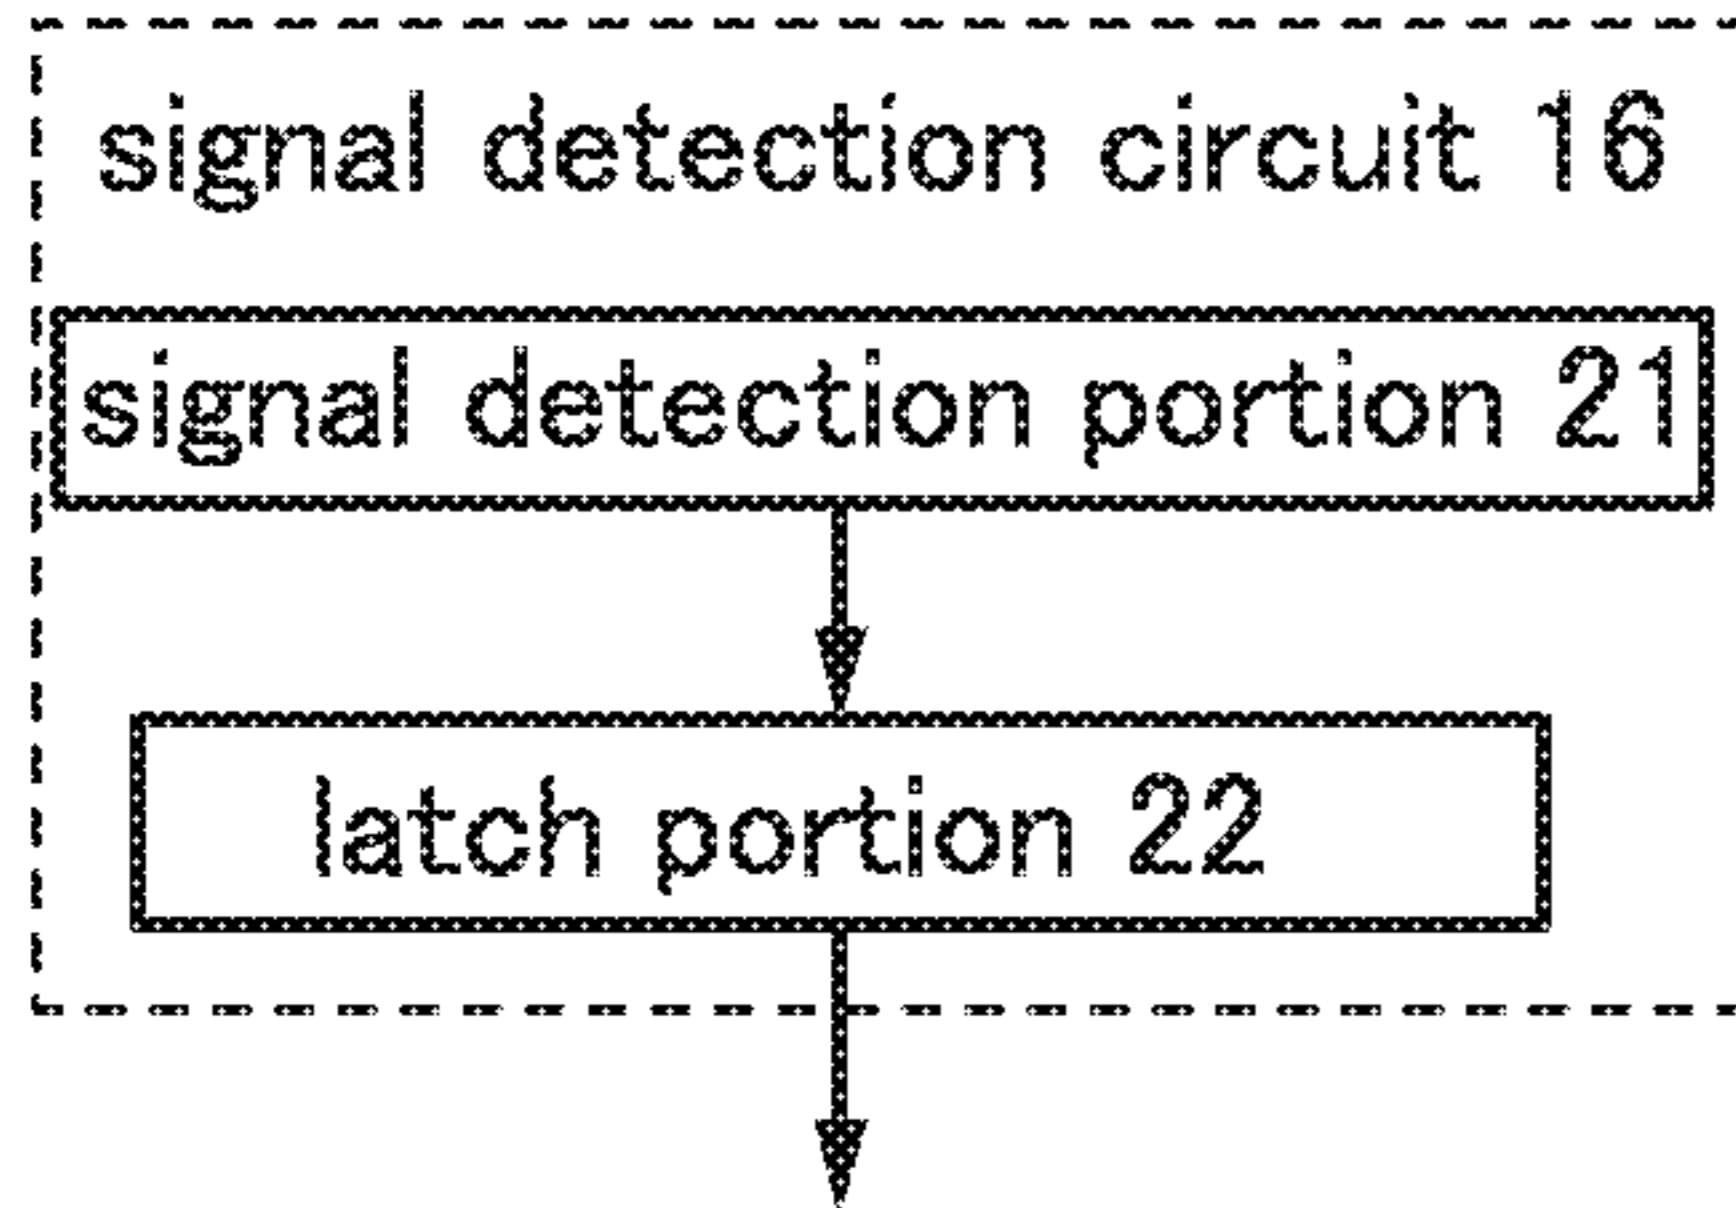 signal detection circuit 16
signal detection portion 21
latch portion 22